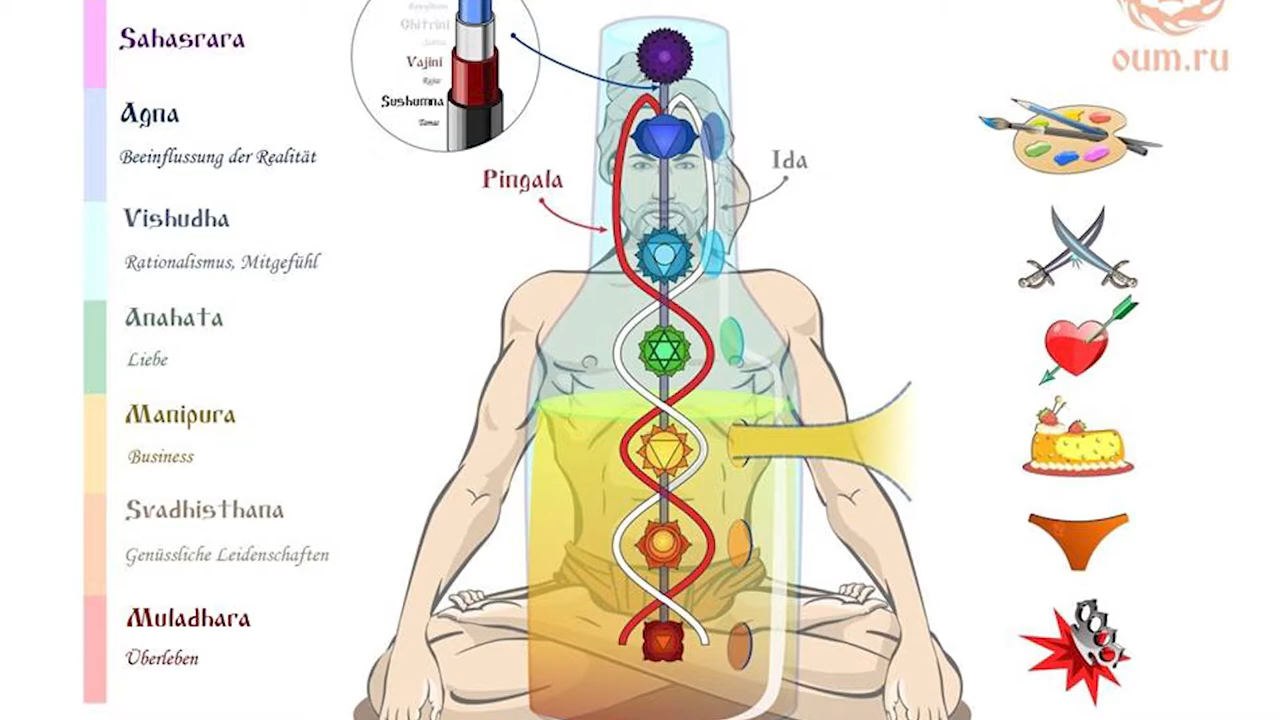 Sahasrara
Agna
Beeinflussung der Realität
Vishudha
Rationalismus, Mitgefühl
Anahata
Liebe
Manipura
Business
Svadhisthana
Genüssliche Leidenschaften
Muladhara
Überleben
Chitrini
Vajini
Sushumna
Tamas
Pingala
Ida
oum.ru